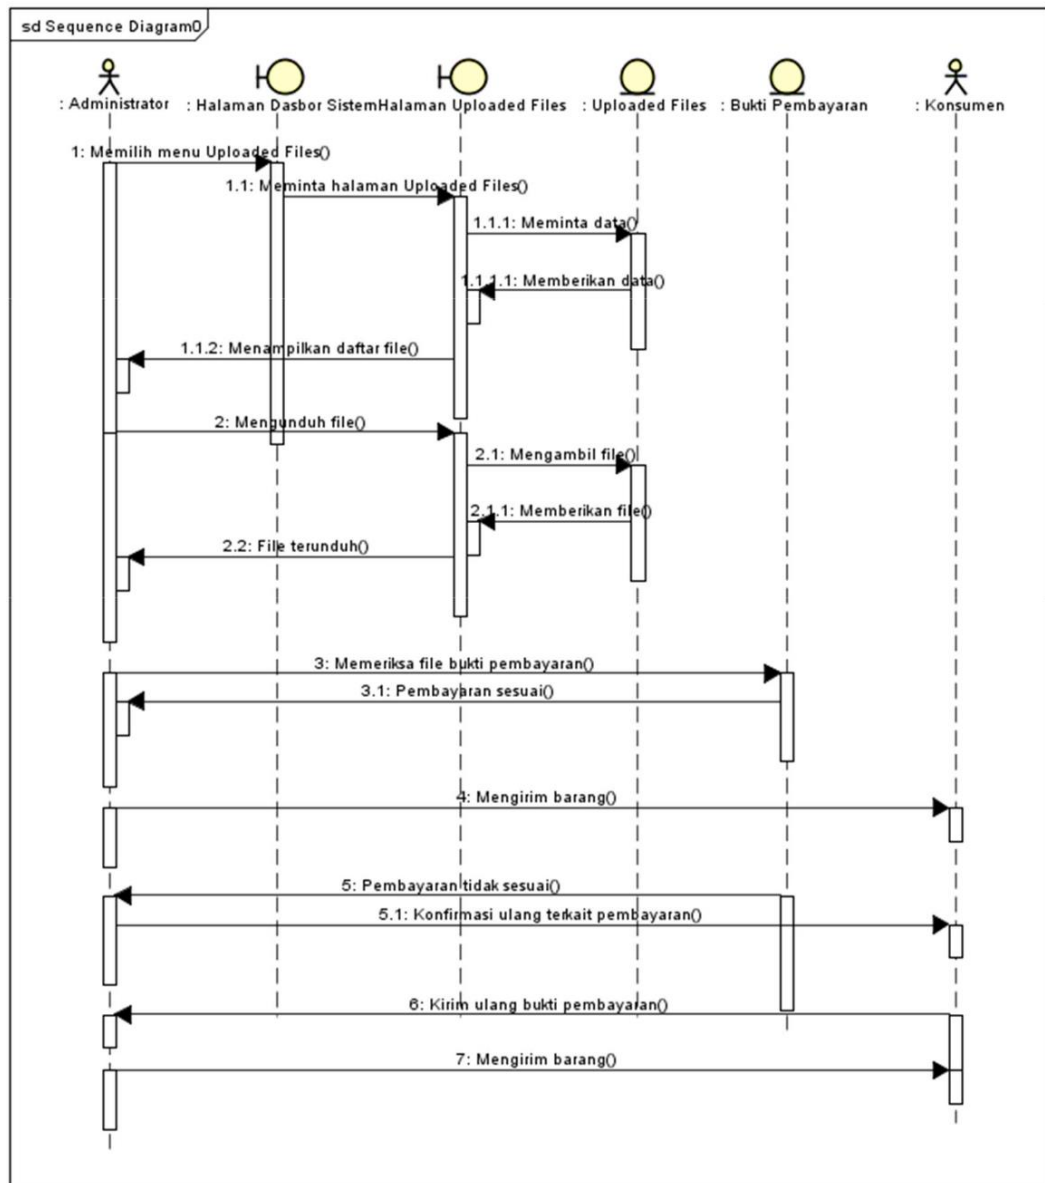 sd Sequence Diagram0
: Administrator
: Halaman Dasbor Sistem
Halaman Uploaded Files
: Uploaded Files
: Bukti Pembayaran
: Konsumen
1: Memilih menu Uploaded Files()
1.1: Meminta halaman Uploaded Files()
1.1.1: Meminta data()
1.1.1.1: Memberikan data()
1.1.2: Menampilkan daftar file()
2: Mengunduh file()
2.1: Mengambil file()
2.1.1: Memberikan file()
2.2: File terunduh()
3: Memeriksa file bukti pembayaran()
3.1: Pembayaran sesuai()
4: Mengirim barang()
5: Pembayaran tidak sesuai()
5.1: Konfirmasi ulang terkait pembayaran()
6: Kirim ulang bukti pembayaran()
7: Mengirim barang()